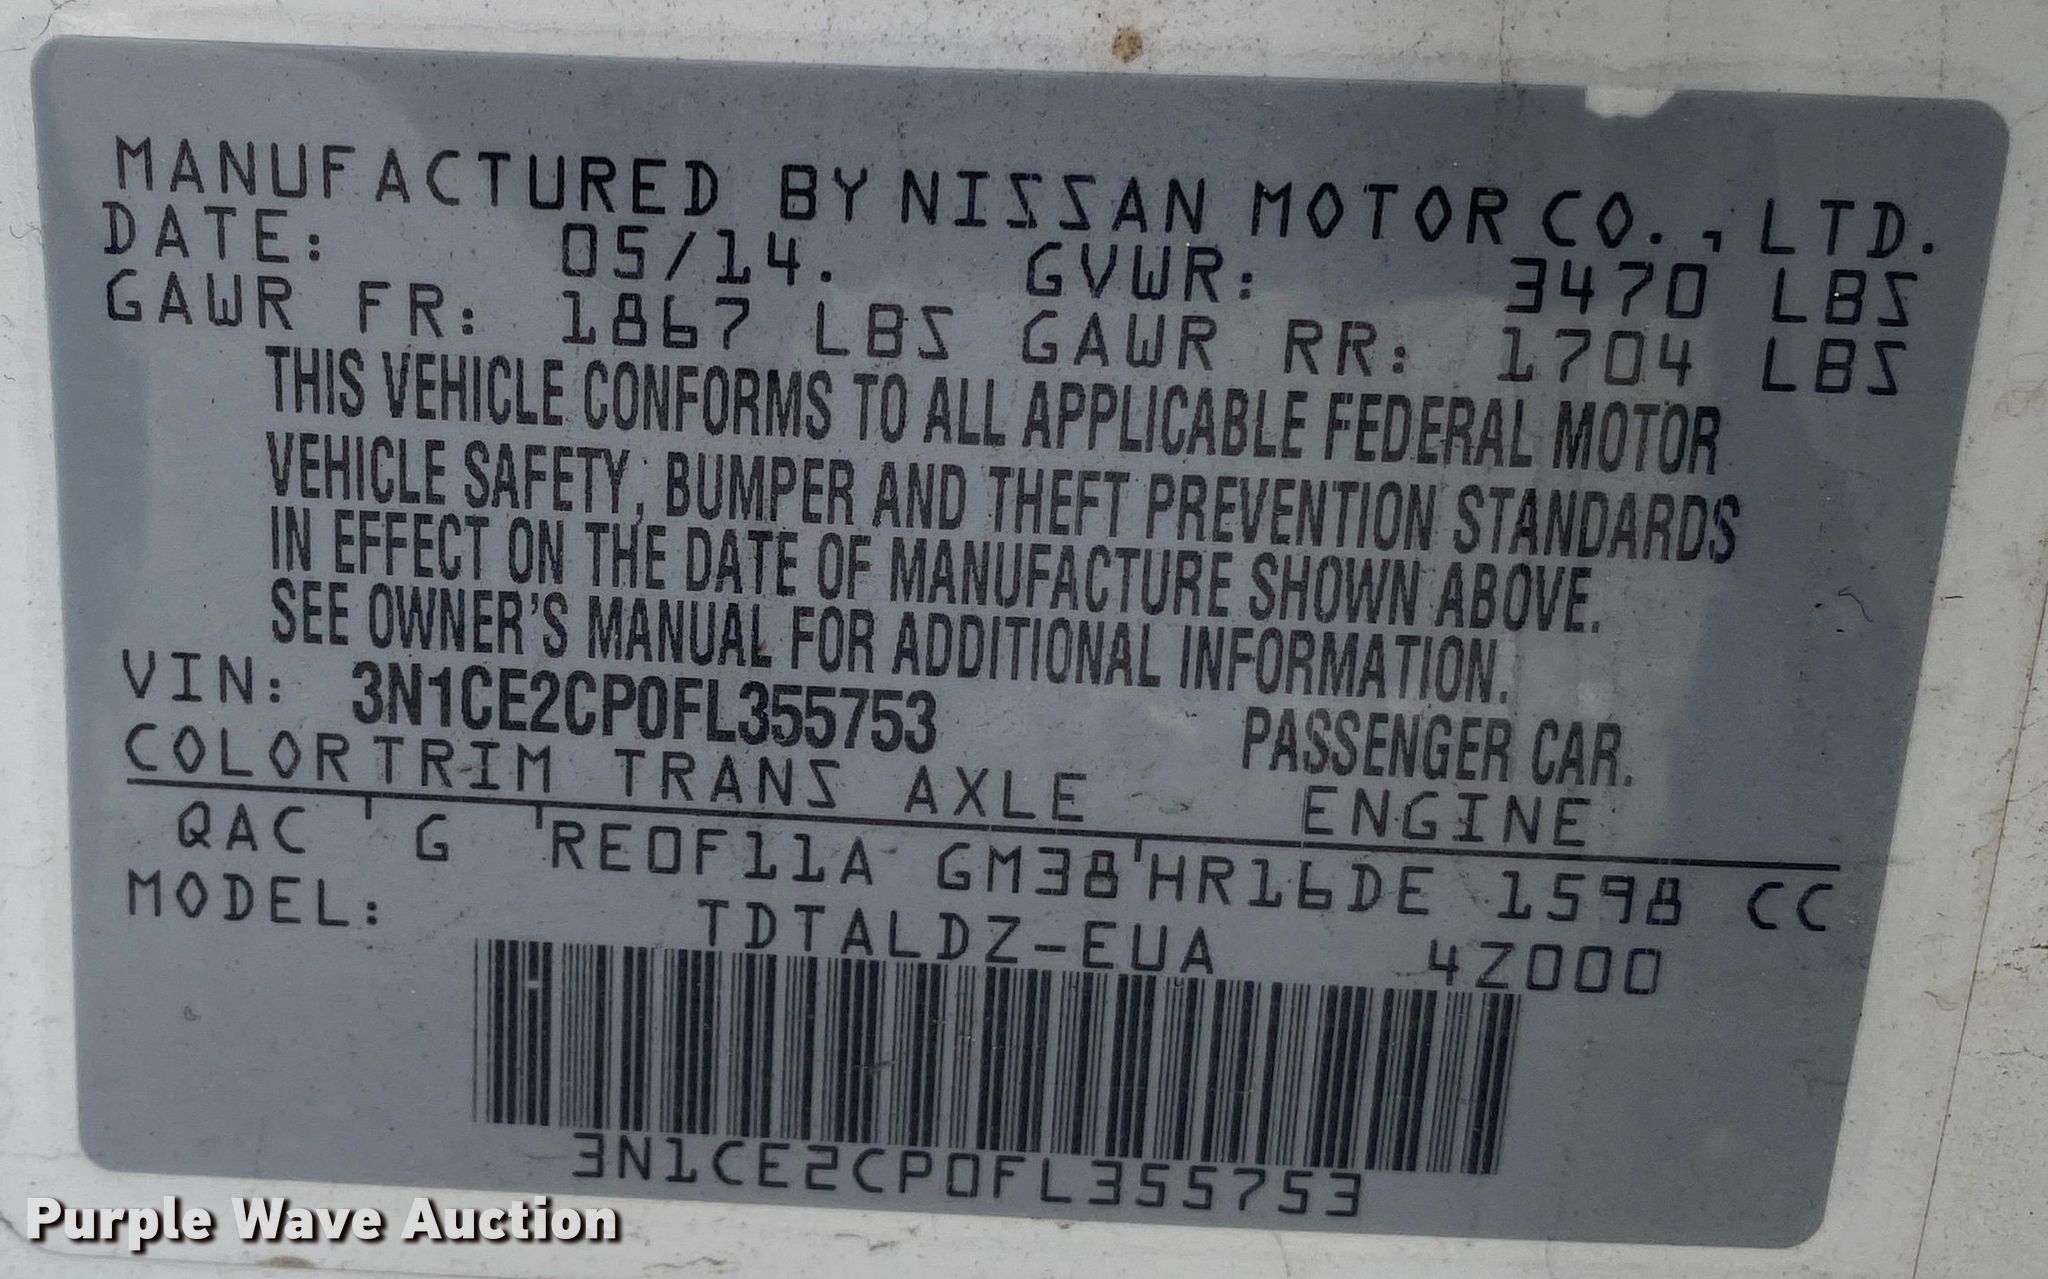 MANUFACTURED BY NISSAN MOTOR CO., LTD.
DATE: 05/14. GVWR: 3470 LBS
GAWR FR: 1867 LBS GAWR RR: 1704 LBS
THIS VEHICLE CONFORMS TO ALL APPLICABLE FEDERAL MOTOR
VEHICLE SAFETY, BUMPER AND THEFT PREVENTION STANDARDS
IN EFFECT ON THE DATE OF MANUFACTURE SHOWN ABOVE.
SEE OWNER'S MANUAL FOR ADDITIONAL INFORMATION.
VIN: 3N1CE2CP0FL355753 PASSENGER CAR.
COLOR TRIM TRANS AXLE ENGINE
QAC G RE0F11A GM38 HR16DE 1598 CC
MODEL: TDTALDZ-EUA 4Z000
3N1CE2CP0FL355753
Purple Wave Auction